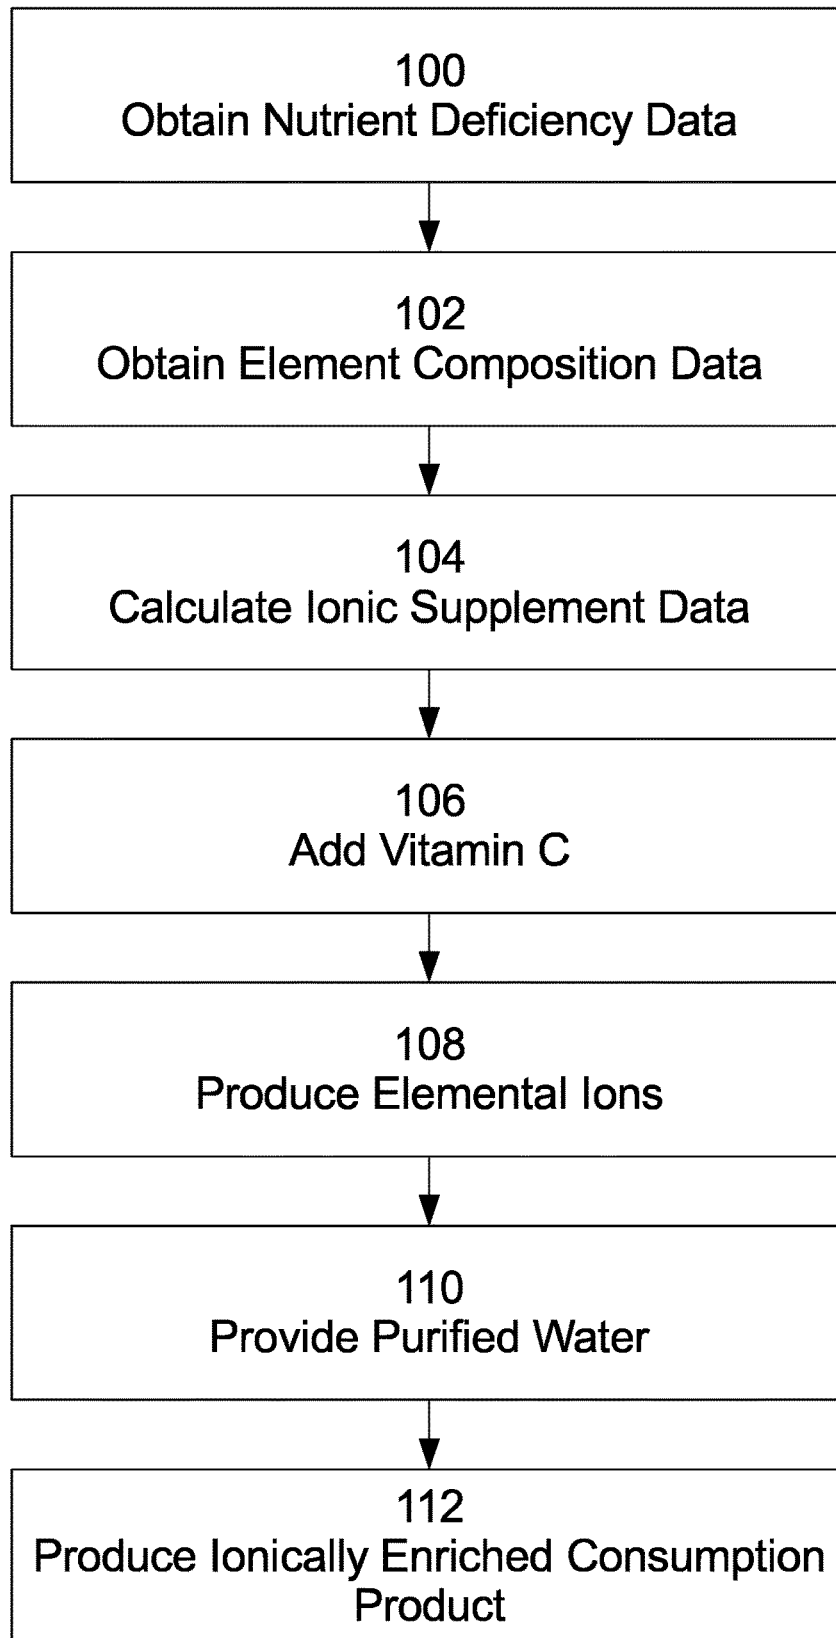 100
Obtain Nutrient Deficiency Data
102
Obtain Element Composition Data
104
Calculate Ionic Supplement Data
106
Add Vitamin C
108
Produce Elemental Ions
110
Provide Purified Water
112
Produce Ionically Enriched Consumption
Product